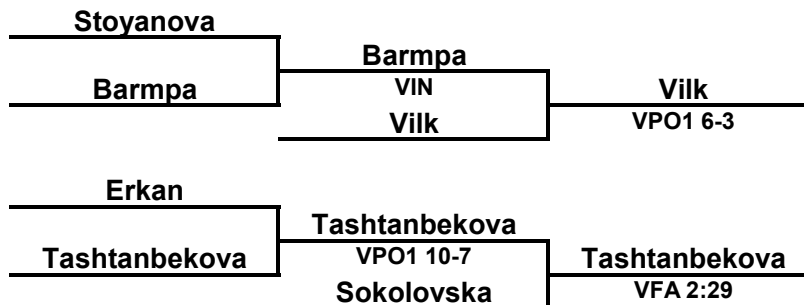 Stoyanova
Barmpa
Barmpa
VIN
Vilk
Vilk
VPO1 6-3
Erkan
Tashtanbekova
Tashtanbekova
VPO1 10-7
Sokolovska
Tashtanbekova
VFA 2:29